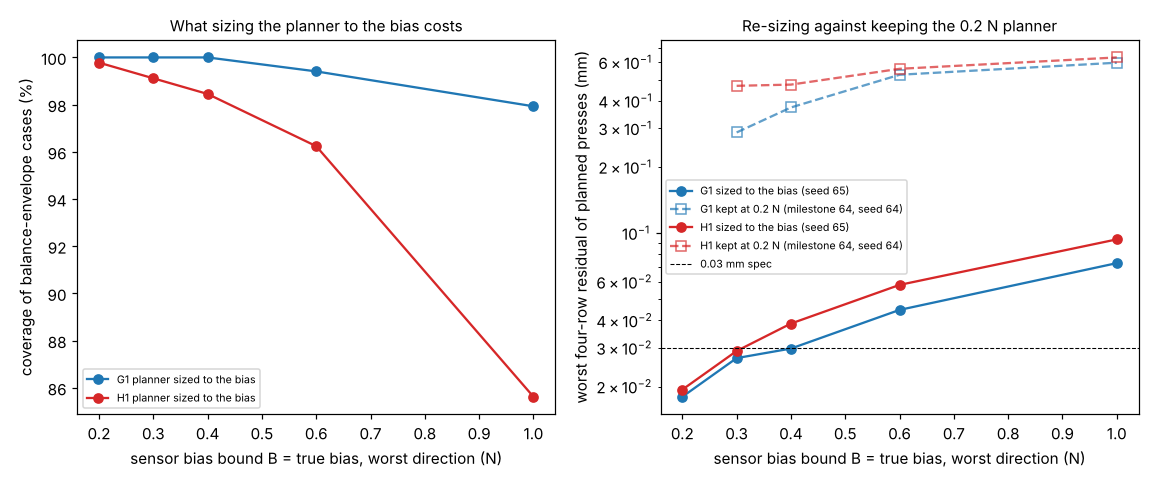 What sizing the planner to the bias costs
coverage of balance-envelope cases (%)
100
98
96
94
92
90
88
86
G1 planner sized to the bias
H1 planner sized to the bias
0.2 0.3 0.4 0.5 0.6 0.7 0.8 0.9 1.0
sensor bias bound B = true bias, worst direction (N)
Re-sizing against keeping the 0.2 N planner
worst four-row residual of planned presses (mm)
6 × 10⁻¹
4 × 10⁻¹
3 × 10⁻¹
2 × 10⁻¹
10⁻¹
6 × 10⁻²
4 × 10⁻²
3 × 10⁻²
2 × 10⁻²
G1 sized to the bias (seed 65)
G1 kept at 0.2 N (milestone 64, seed 64)
H1 sized to the bias (seed 65)
H1 kept at 0.2 N (milestone 64, seed 64)
0.03 mm spec
0.2 0.3 0.4 0.5 0.6 0.7 0.8 0.9 1.0
sensor bias bound B = true bias, worst direction (N)